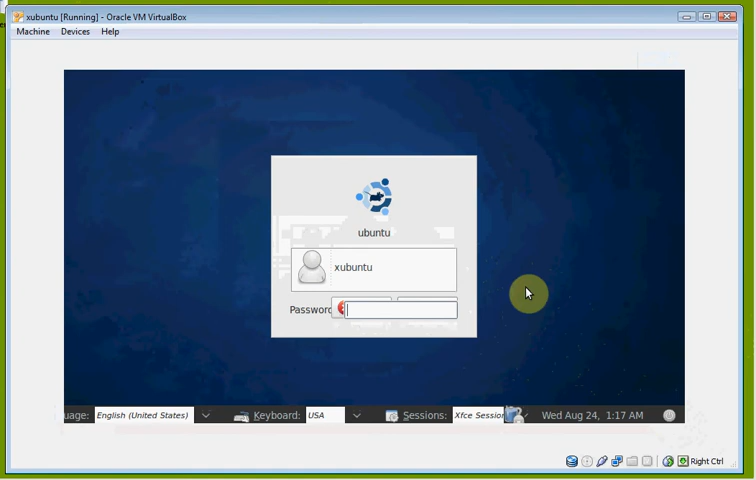 xubuntu [Running] - Oracle VM VirtualBox
Machine Devices Help
ubuntu
xubuntu
Password
uage: English (United States) Keyboard: USA Sessions: Xfce Session Wed Aug 24, 1:17 AM
Right Ctrl